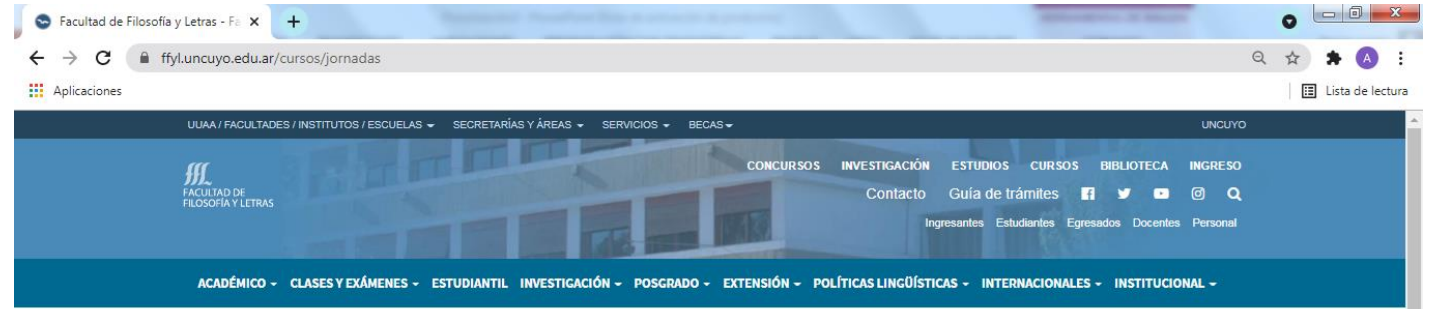 Facultad de Filosofía y Letras - Fa
ffyl.uncuyo.edu.ar/cursos/jornadas
A
Aplicaciones
Lista de lectura
UUAA / FACULTADES / INSTITUTOS / ESCUELAS SECRETARÍAS Y ÁREAS SERVICIOS BECAS UNCUYO
fffL
FACULTAD DE
FILOSOFÍA Y LETRAS
CONCURSOS INVESTIGACIÓN ESTUDIOS CURSOS BIBLIOTECA INGRESO
Contacto Guía de trámites
Ingresantes Estudiantes Egresados Docentes Personal
ACADÉMICO CLASES Y EXÁMENES ESTUDIANTIL INVESTIGACIÓN POSGRADO EXTENSIÓN POLÍTICAS LINGÜÍSTICAS INTERNACIONALES INSTITUCIONAL